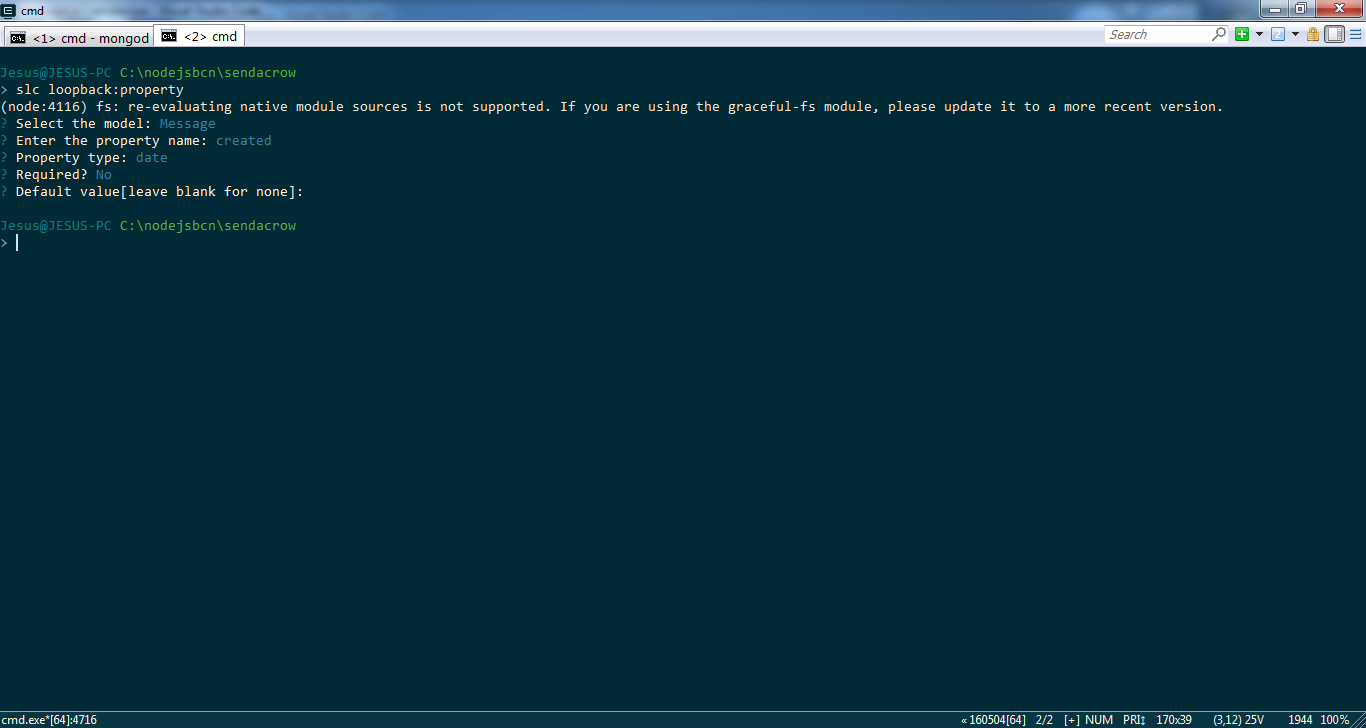 cmd
<1> cmd - mongod
<2> cmd
Search
Jesus@JESUS-PC C:\nodejsbcn\sendacrow
> slc loopback:property
(node:4116) fs: re-evaluating native module sources is not supported. If you are using the graceful-fs module, please update it to a more recent version.
? Select the model: Message
? Enter the property name: created
? Property type: date
? Required? No
? Default value[leave blank for none]:
Jesus@JESUS-PC C:\nodejsbcn\sendacrow
>
cmd.exe*[64]:4716
«160504[64] 2/2 [+] NUM PRI↕ 170x39 (3,12) 25V 1944 100%